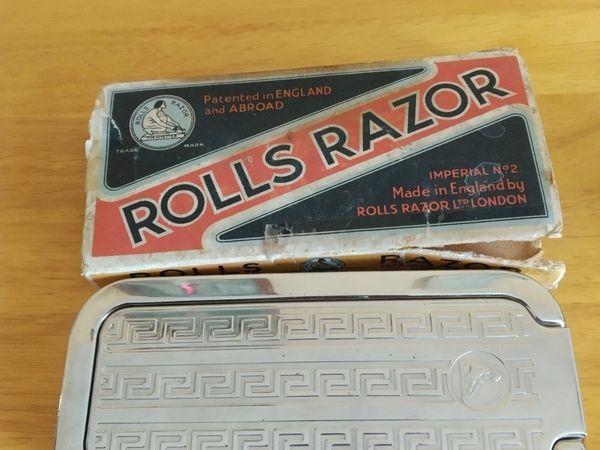 ROLLS RAZOR
TRADE MARK
Patented in ENGLAND
and ABROAD
ROLLS RAZOR
IMPERIAL No2
Made in England by
ROLLS RAZOR LTD LONDON
ROLLS RAZOR